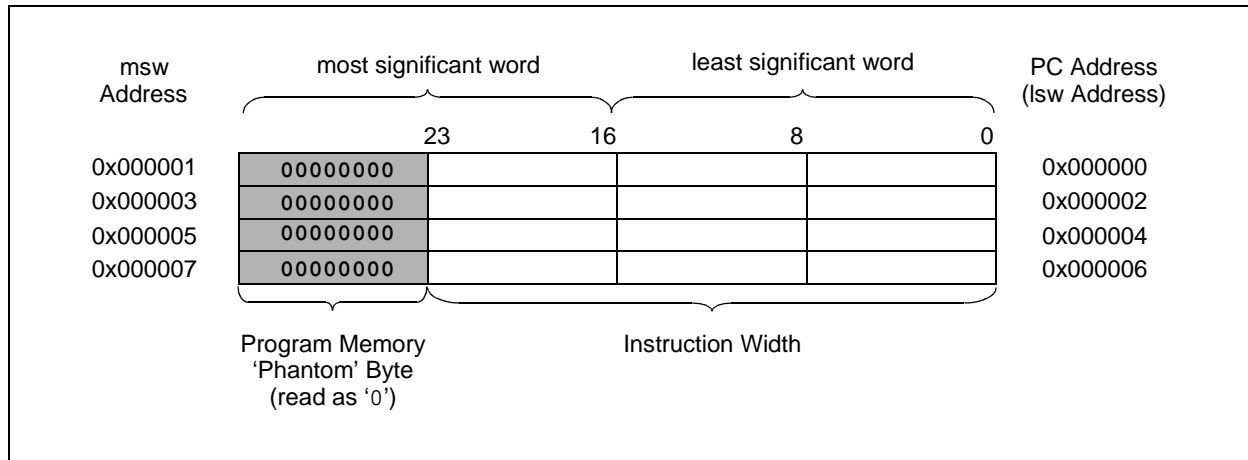 msw
Address
most significant word
least significant word
PC Address
(lsw Address)
23
16
8
0
0x000001
00000000
0x000000
0x000003
00000000
0x000002
0x000005
00000000
0x000004
0x000007
00000000
0x000006
Program Memory
‘Phantom’ Byte
(read as ‘0’)
Instruction Width